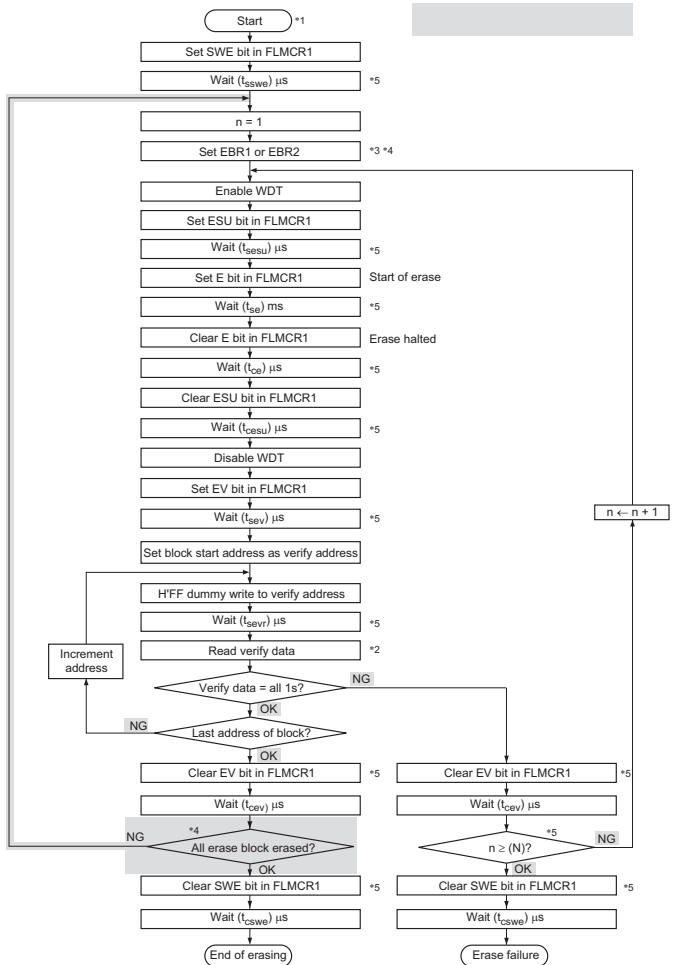 Start *1
Set SWE bit in FLMCR1
Wait (tsswe) μs *5
n = 1
Set EBR1 or EBR2 *3 *4
Enable WDT
Set ESU bit in FLMCR1
Wait (tsesu) μs *5
Set E bit in FLMCR1 Start of erase
Wait (tse) ms *5
Clear E bit in FLMCR1 Erase halted
Wait (tce) μs *5
Clear ESU bit in FLMCR1
Wait (tcesu) μs *5
Disable WDT
Set EV bit in FLMCR1
Wait (tsev) μs *5
n ← n + 1
Set block start address as verify address
H'FF dummy write to verify address
Wait (tsevr) μs *5
Read verify data *2
Increment
address
Verify data = all 1s? NG
OK
NG Last address of block?
OK
Clear EV bit in FLMCR1 *5
Wait (tcev) μs
NG *4
All erase block erased?
OK
Clear SWE bit in FLMCR1 *5
Wait (tcswe) μs
End of erasing
Clear EV bit in FLMCR1 *5
Wait (tcev) μs
*5
n ≥ (N)? NG
OK
Clear SWE bit in FLMCR1 *5
Wait (tcswe) μs
Erase failure